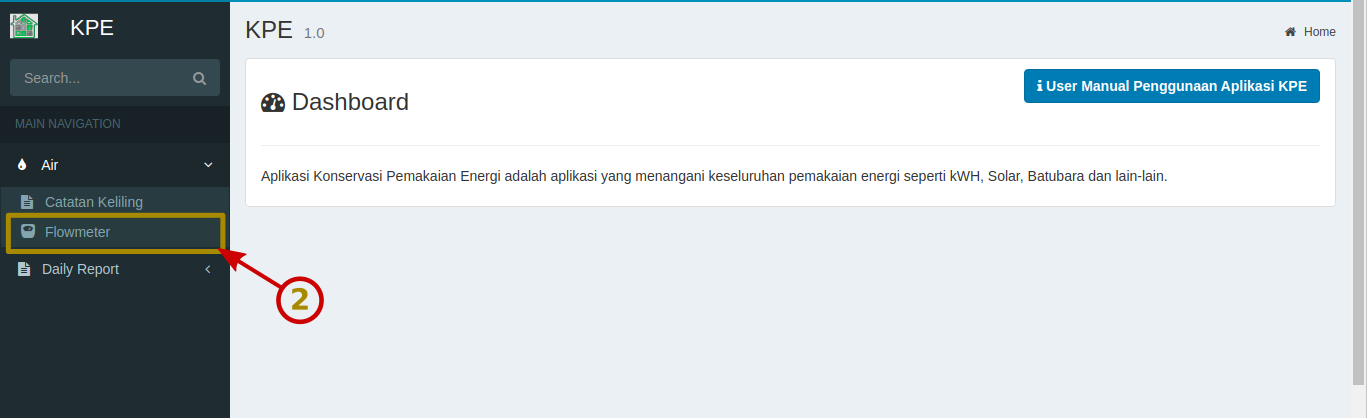 KPE
Search...
MAIN NAVIGATION
Air
Catatan Keliling
Flowmeter
Daily Report
2
KPE 1.0
Home
User Manual Penggunaan Aplikasi KPE
Dashboard
Aplikasi Konservasi Pemakaian Energi adalah aplikasi yang menangani keseluruhan pemakaian energi seperti kWH, Solar, Batubara dan lain-lain.